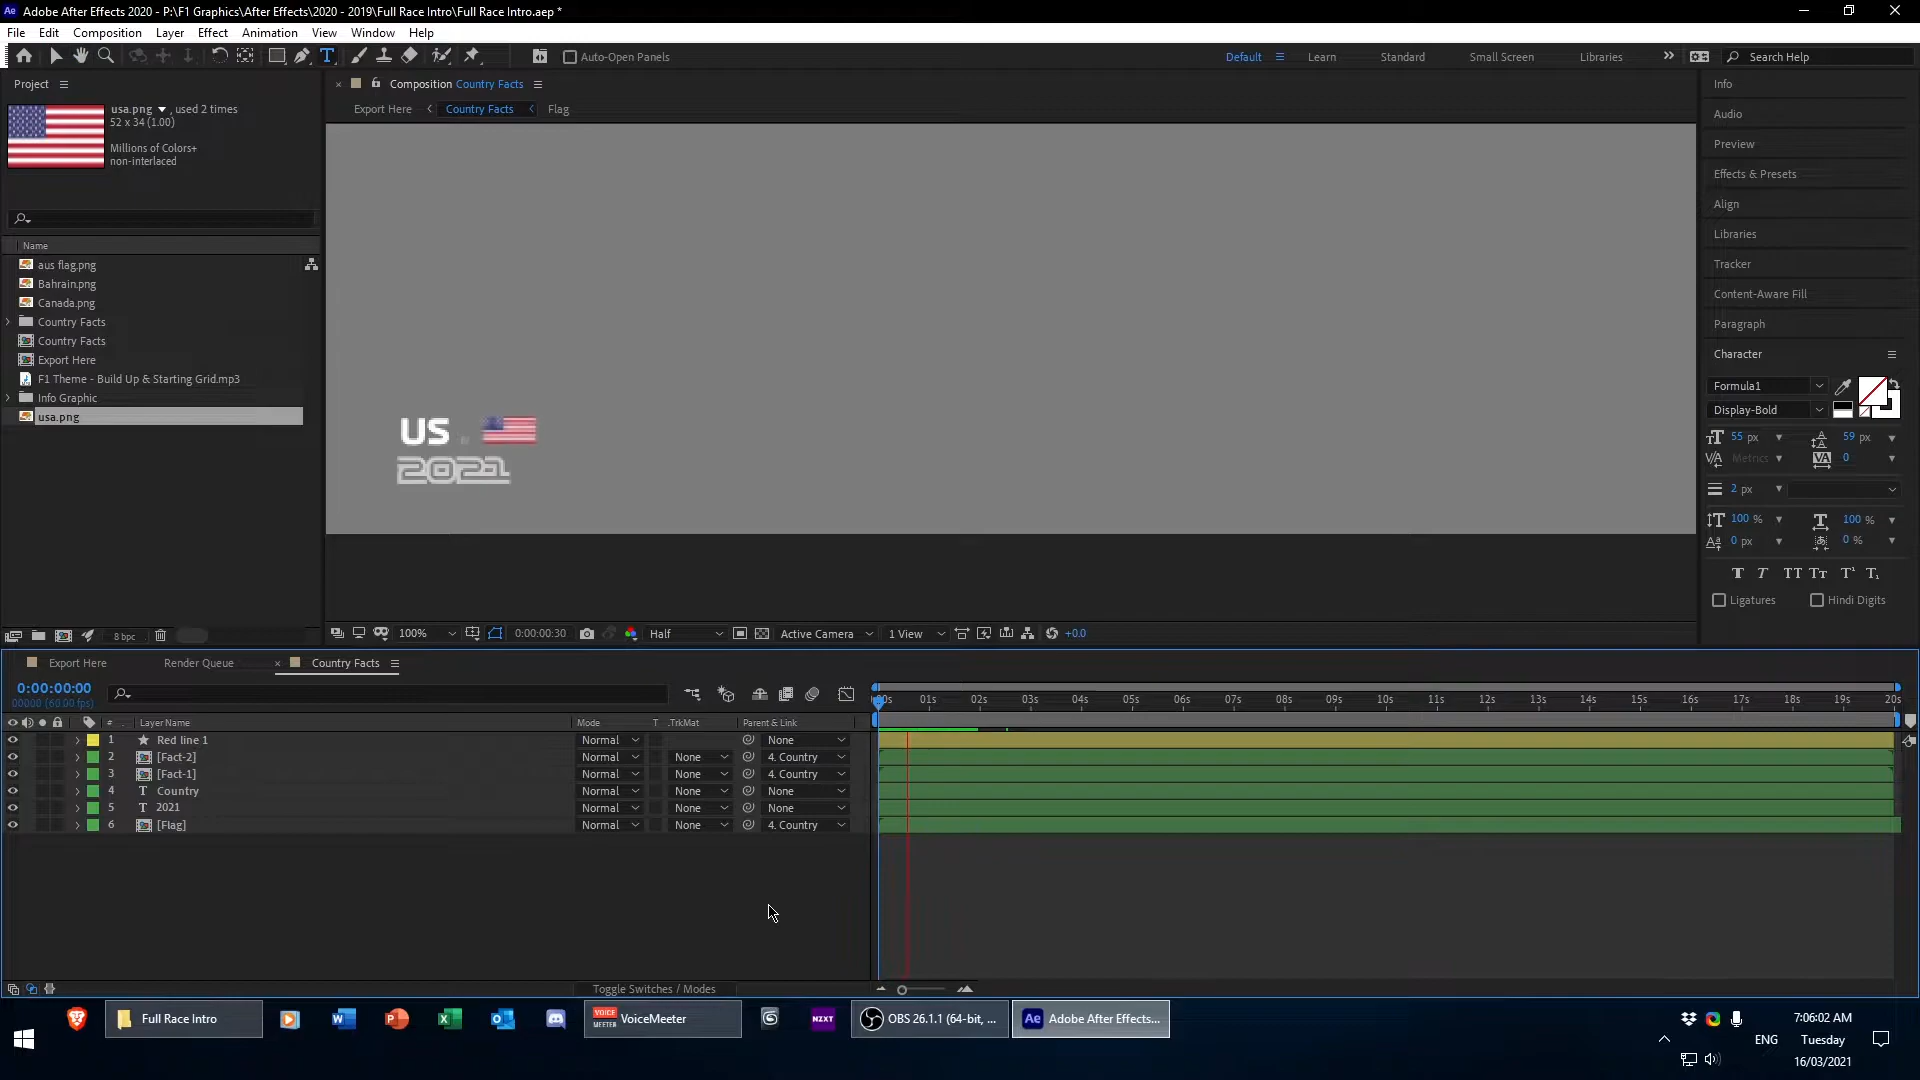 Adobe After Effects 2020 - P:\F1 Graphics\After Effects\2020 - 2019\Full Race Intro\Full Race Intro.aep *
File Edit Composition Layer Effect Animation View Window Help
Auto-Open Panels
Default Learn Standard Small Screen Libraries Search Help
Project
usa.png , used 2 times
52 x 34 (1.00)
Millions of Colors+
non-interlaced
Name
aus flag.png
Bahrain.png
Canada.png
Country Facts
Country Facts
Export Here
F1 Theme - Build Up & Starting Grid.mp3
Info Graphic
usa.png
8 bpc
Composition Country Facts
Export Here Country Facts Flag
US
2021
100% 0:00:00:30 Half Active Camera 1 View +0.0
Info
Audio
Preview
Effects & Presets
Align
Libraries
Tracker
Content-Aware Fill
Paragraph
Character
Formula1
Display-Bold
55 px 59 px
Metrics 0
2 px
100 % 100 %
0 px 0 %
Ligatures Hindi Digits
Export Here Render Queue Country Facts
0:00:00:00
00000 (60.00 fps)
01s 02s 03s 04s 05s 06s 07s 08s 09s 10s 11s 12s 13s 14s 15s 16s 17s 18s 19s 20s
# Layer Name Mode T .TrkMat Parent & Link
1 Red line 1 Normal None
2 [Fact-2] Normal None 4. Country
3 [Fact-1] Normal None 4. Country
4 T Country Normal None None
5 T 2021 Normal None None
6 [Flag] Normal None 4. Country
Toggle Switches / Modes
Full Race Intro VoiceMeeter OBS 26.1.1 (64-bit, ... Adobe After Effects...
7:06:02 AM
ENG Tuesday
16/03/2021